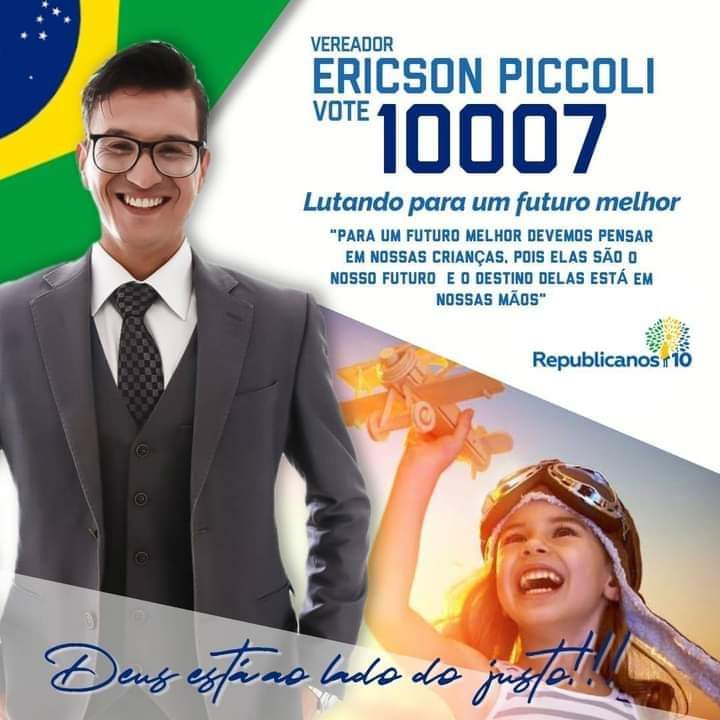 VEREADOR
ERICSON PICCOLI
VOTE 10007
Lutando para um futuro melhor
"PARA UM FUTURO MELHOR DEVEMOS PENSAR
EM NOSSAS CRIANÇAS, POIS ELAS SÃO O
NOSSO FUTURO E O DESTINO DELAS ESTÁ EM
NOSSAS MÃOS"
Republicanos 10
Deus está ao lado do justo!!!